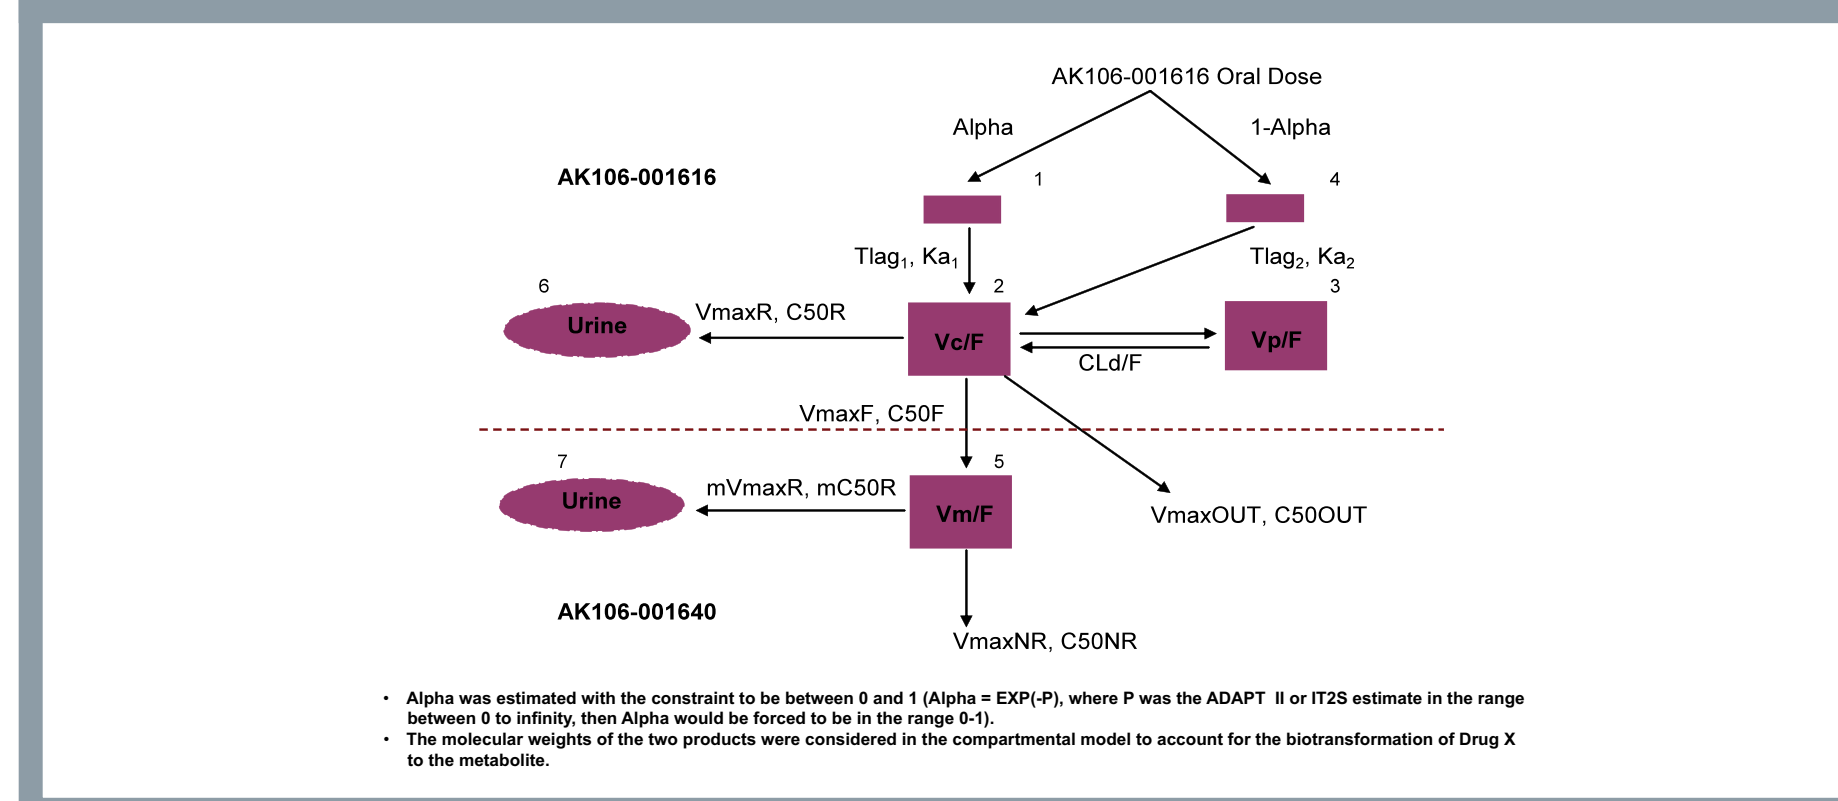 AK106-001616 Oral Dose
Alpha
1-Alpha
AK106-001616
1
4
Tlag1, Ka1
Tlag2, Ka2
6
2
3
VmaxR, C50R
Urine
Vc/F
Vp/F
CLd/F
VmaxF, C50F
7
5
mVmaxR, mC50R
Urine
Vm/F
VmaxOUT, C50OUT
AK106-001640
VmaxNR, C50NR
• Alpha was estimated with the constraint to be between 0 and 1 (Alpha = EXP(-P), where P was the ADAPT II or IT2S estimate in the range
between 0 to infinity, then Alpha would be forced to be in the range 0-1).
• The molecular weights of the two products were considered in the compartmental model to account for the biotransformation of Drug X
to the metabolite.